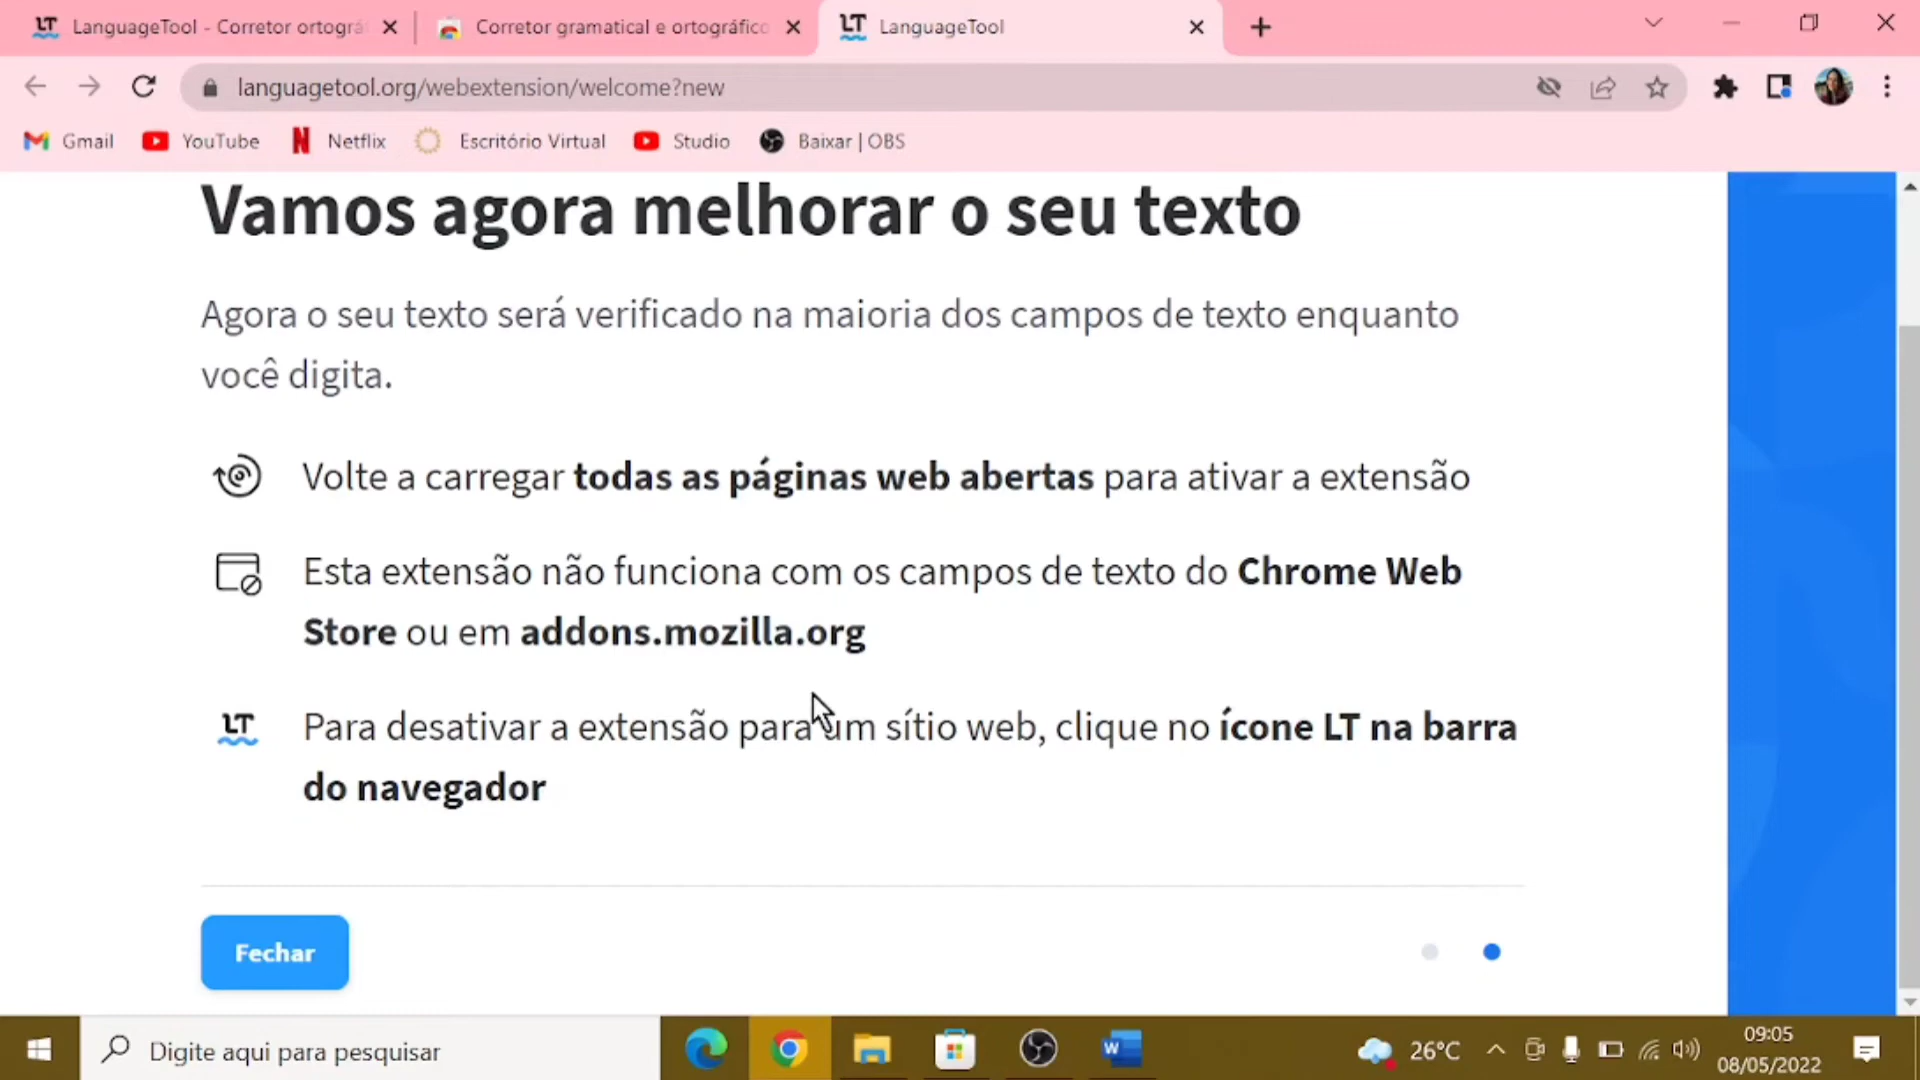 LT LanguageTool - Corretor ortográ
Corretor gramatical e ortográfico
LT LanguageTool
languagetool.org/webextension/welcome?new
Gmail YouTube Netflix Escritório Virtual Studio Baixar | OBS
Vamos agora melhorar o seu texto
Agora o seu texto será verificado na maioria dos campos de texto enquanto
você digita.
Volte a carregar todas as páginas web abertas para ativar a extensão
Esta extensão não funciona com os campos de texto do Chrome Web
Store ou em addons.mozilla.org
LT Para desativar a extensão para um sítio web, clique no ícone LT na barra
do navegador
Fechar
Digite aqui para pesquisar
W
26°C
09:05
08/05/2022